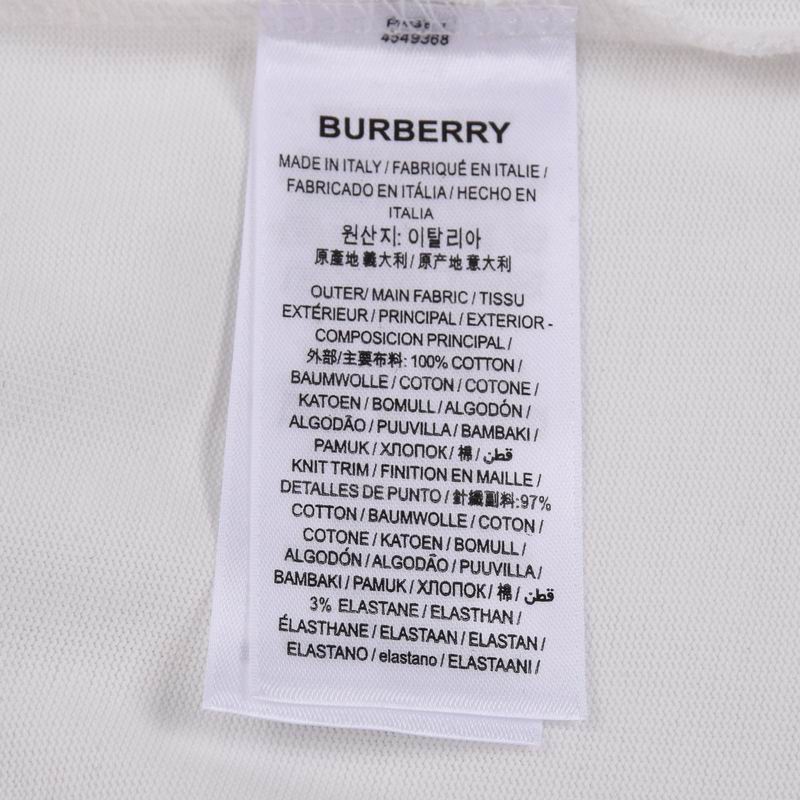 4549368
BURBERRY
MADE IN ITALY / FABRIQUÉ EN ITALIE /
FABRICADO EN ITÁLIA / HECHO EN
ITALIA
원산지: 이탈리아
原產地 義大利 / 原产地 意大利
OUTER/ MAIN FABRIC / TISSU
EXTÉRIEUR / PRINCIPAL / EXTERIOR -
COMPOSICION PRINCIPAL /
外部/主要布料: 100% COTTON /
BAUMWOLLE / COTON / COTONE /
KATOEN / BOMULL / ALGODÓN /
ALGODÃO / PUUVILLA / BAMBAKI /
PAMUK / ХЛОПОК / 棉 / قطن
KNIT TRIM / FINITION EN MAILLE /
DETALLES DE PUNTO / 針織副料:97%
COTTON / BAUMWOLLE / COTON /
COTONE / KATOEN / BOMULL /
ALGODÓN / ALGODÃO / PUUVILLA /
BAMBAKI / PAMUK / ХЛОПОК / 棉 / قطن
3% ELASTANE / ELASTHAN /
ÉLASTHANE / ELASTAAN / ELASTAN /
ELASTANO / elastano / ELASTAANI /